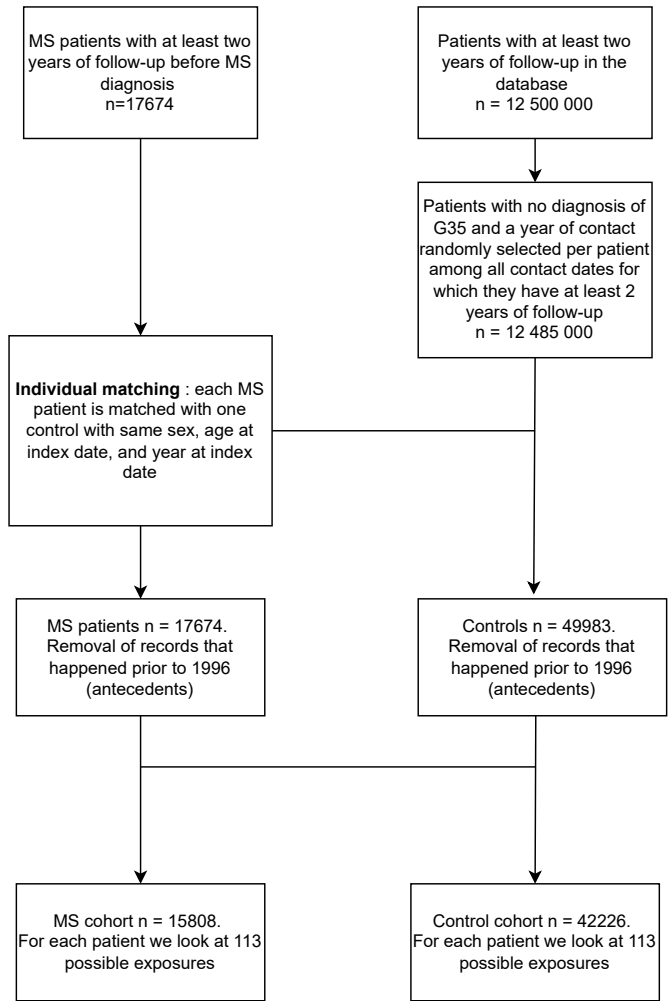 MS patients with at least two
years of follow-up before MS
diagnosis
n=17674
Patients with at least two
years of follow-up in the
database
n = 12 500 000
Patients with no diagnosis of
G35 and a year of contact
randomly selected per patient
among all contact dates for
which they have at least 2
years of follow-up
n = 12 485 000
Individual matching : each MS
patient is matched with one
control with same sex, age at
index date, and year at index
date
MS patients n = 17674.
Removal of records that
happened prior to 1996
(antecedents)
Controls n = 49983.
Removal of records that
happened prior to 1996
(antecedents)
MS cohort n = 15808.
For each patient we look at 113
possible exposures
Control cohort n = 42226.
For each patient we look at 113
possible exposures